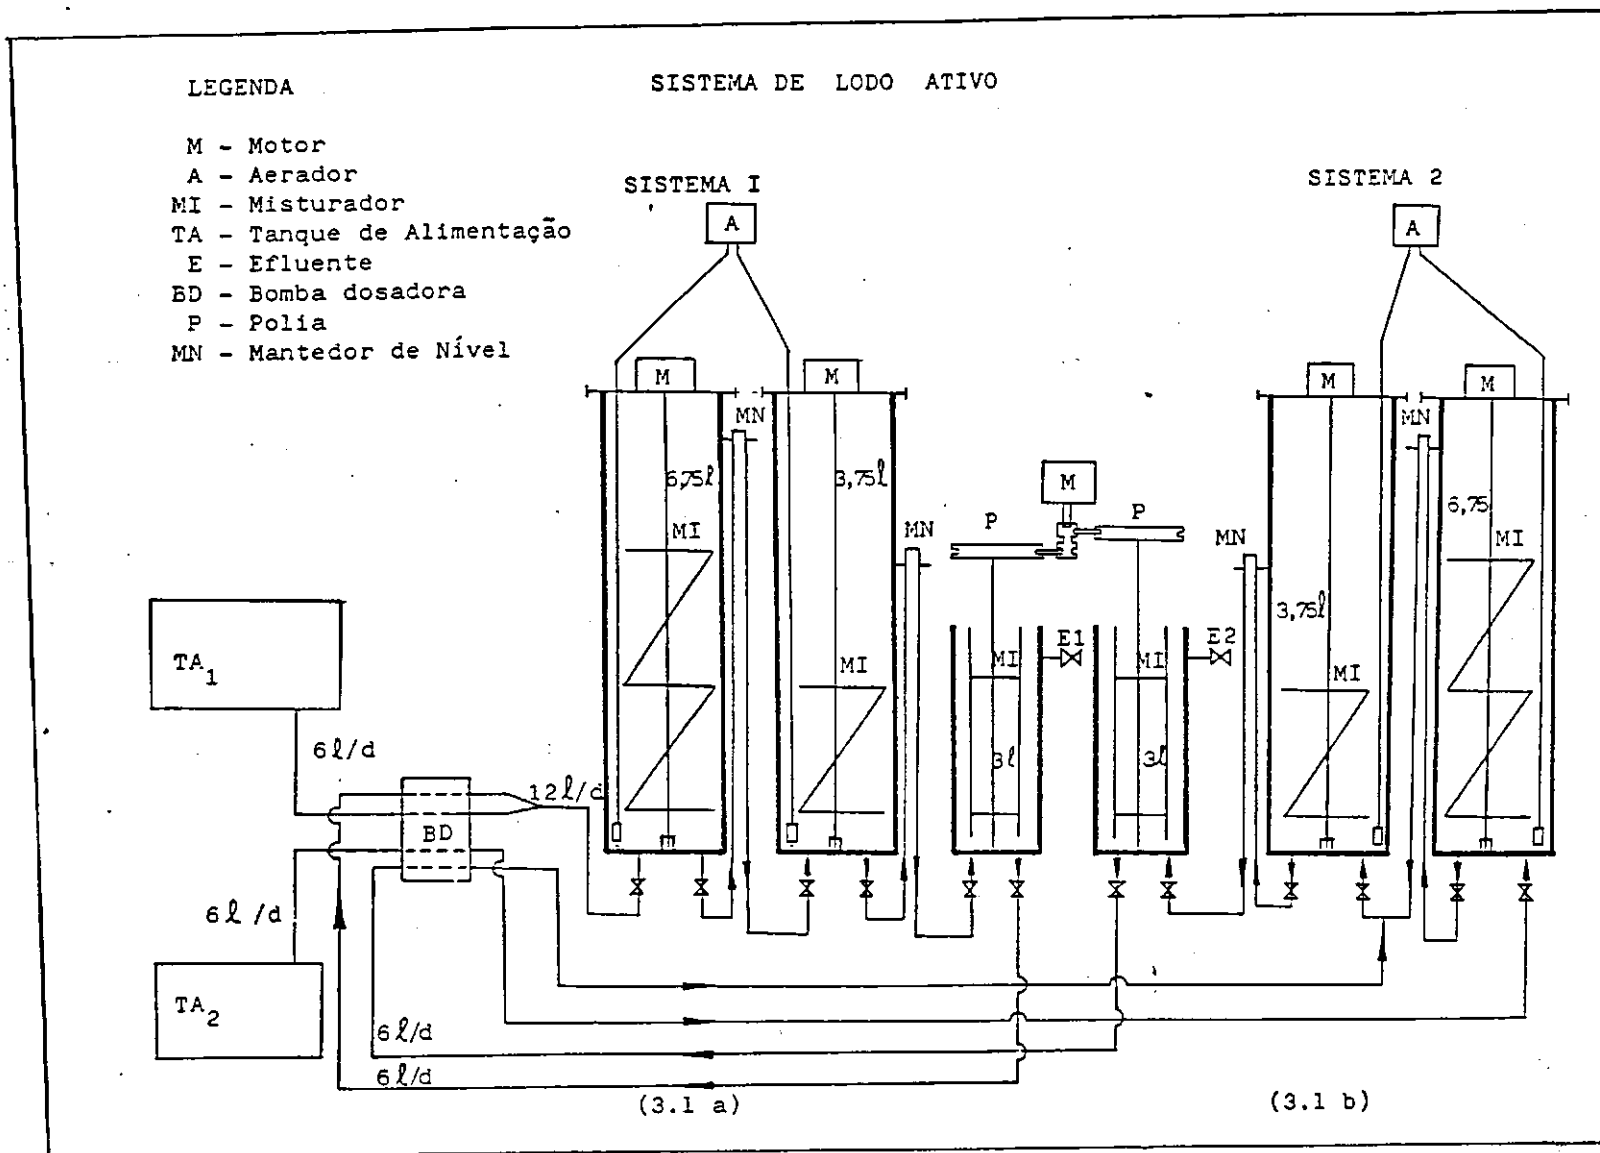 LEGENDA
SISTEMA DE LODO ATIVO
M - Motor
A - Aerador
MI - Misturador
TA - Tanque de Alimentação
E - Efluente
BD - Bomba dosadora
P - Polia
MN - Mantedor de Nível
SISTEMA I
SISTEMA 2
A
A
M
M
M
M
MN
MN
6,75ℓ
3,75ℓ
M
P
P
6,75
MN
MN
MI
MI
3,75ℓ
E1
E2
TA1
MI
MI
MI
MI
6ℓ/d
3ℓ
3ℓ
12ℓ/d
BD
6ℓ/d
TA2
6ℓ/d
6ℓ/d
(3.1 a)
(3.1 b)